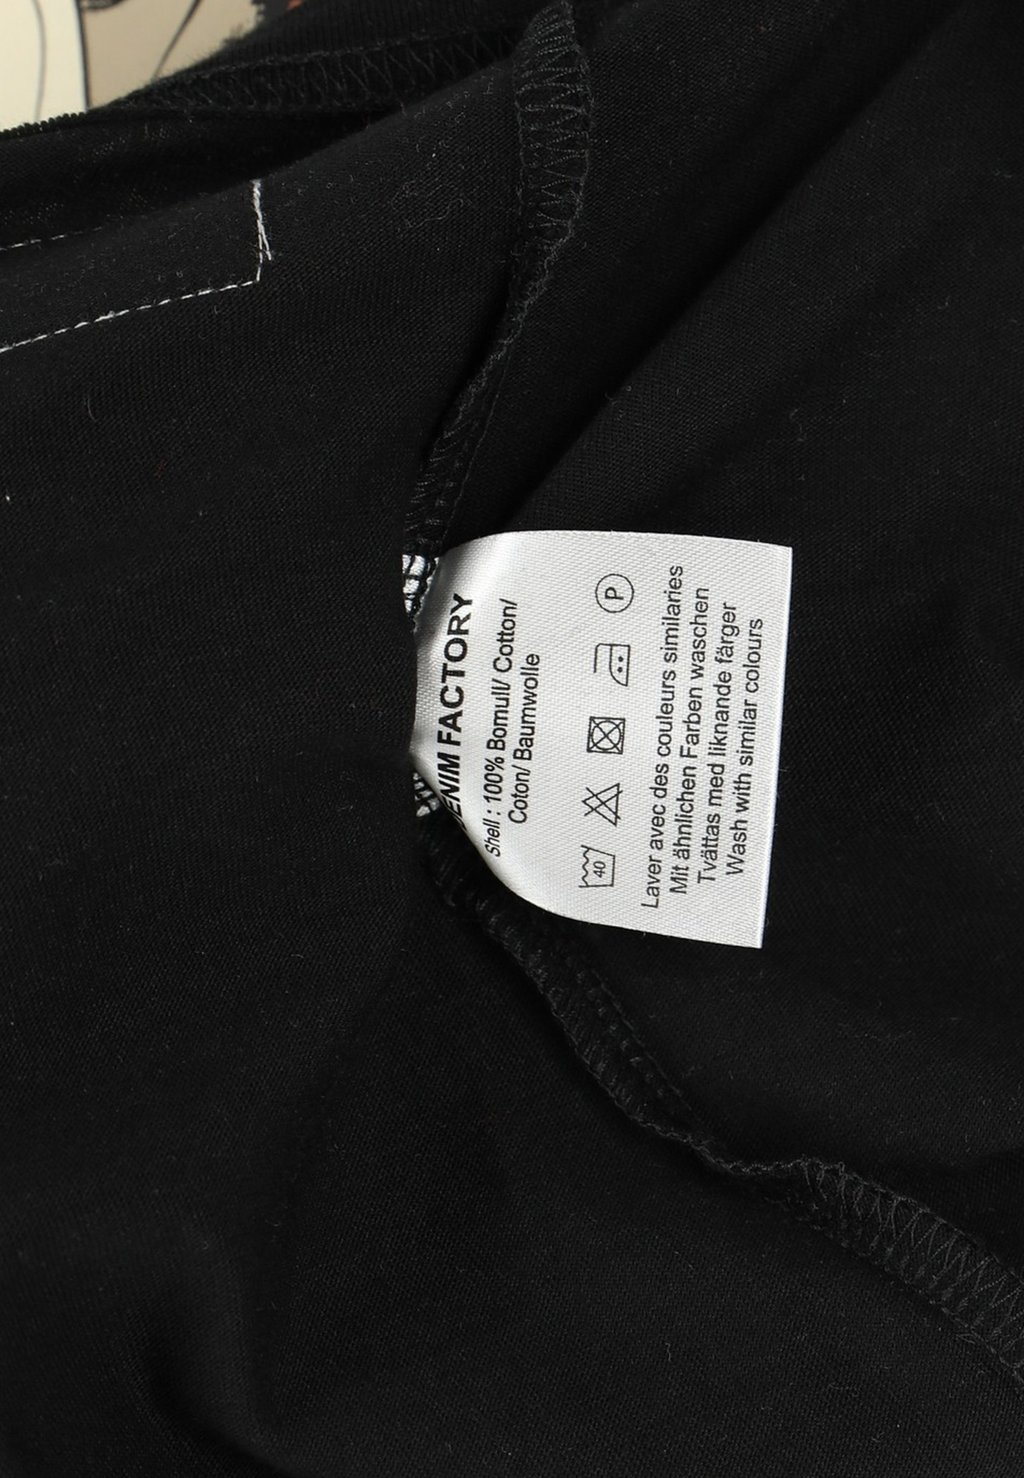 DENIM FACTORY
Shell : 100% Bomull/ Cotton/
Coton/ Baumwolle
40 P
Laver avec des couleurs similaries
Mit ähnlichen Farben waschen
Tvättas med liknande färger
Wash with similar colours